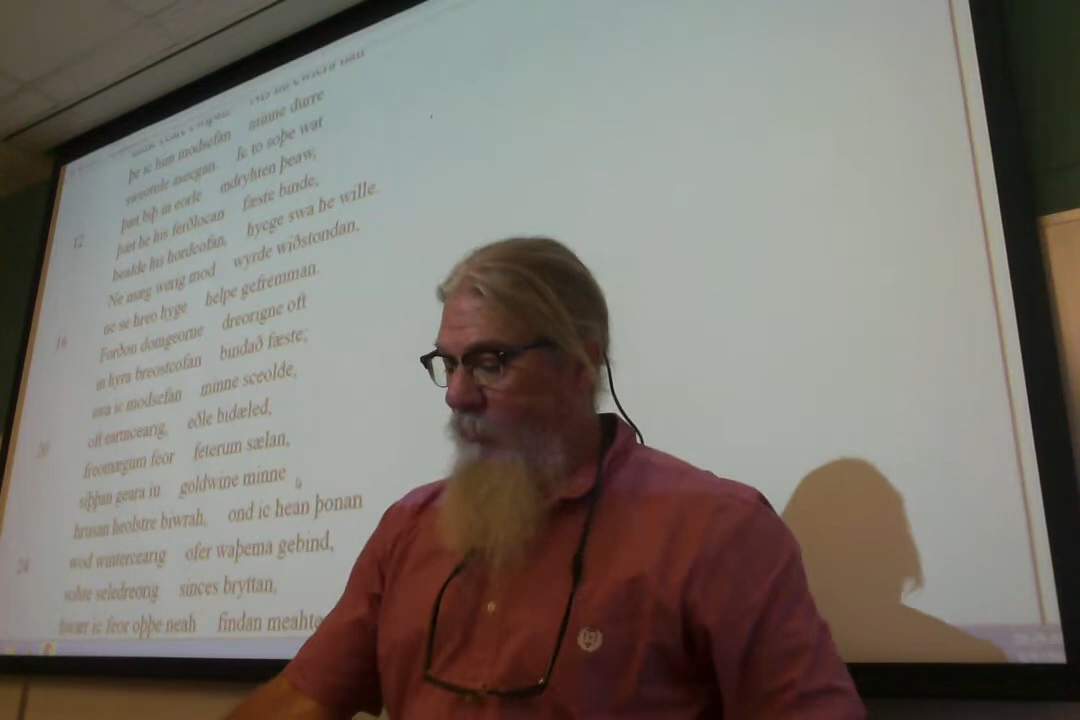 þe ic him modsefan minne durre
sweotule asecgan. Ic to soþe wat
þæt biþ in eorle indryhten þeaw,
12 þæt he his ferðlocan fæste binde,
healde his hordcofan, hycge swa he wille.
Ne mæg werig mod wyrde wiðstondan,
ne se hreo hyge helpe gefremman.
16 Forðon domgeorne dreorigne oft
in hyra breostcofan bindað fæste;
swa ic modsefan minne sceolde,
oft earmcearig, eðle bidæled,
20 freomægum feor feterum sælan,
siþþan geara iu goldwine minne
hrusan heolstre biwrah, ond ic hean þonan
wod wintercearig ofer waþema gebind,
24 sohte seledreorig sinces bryttan,
hwær ic feor oþþe neah findan meahte